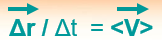 Δr / Δt = <V>